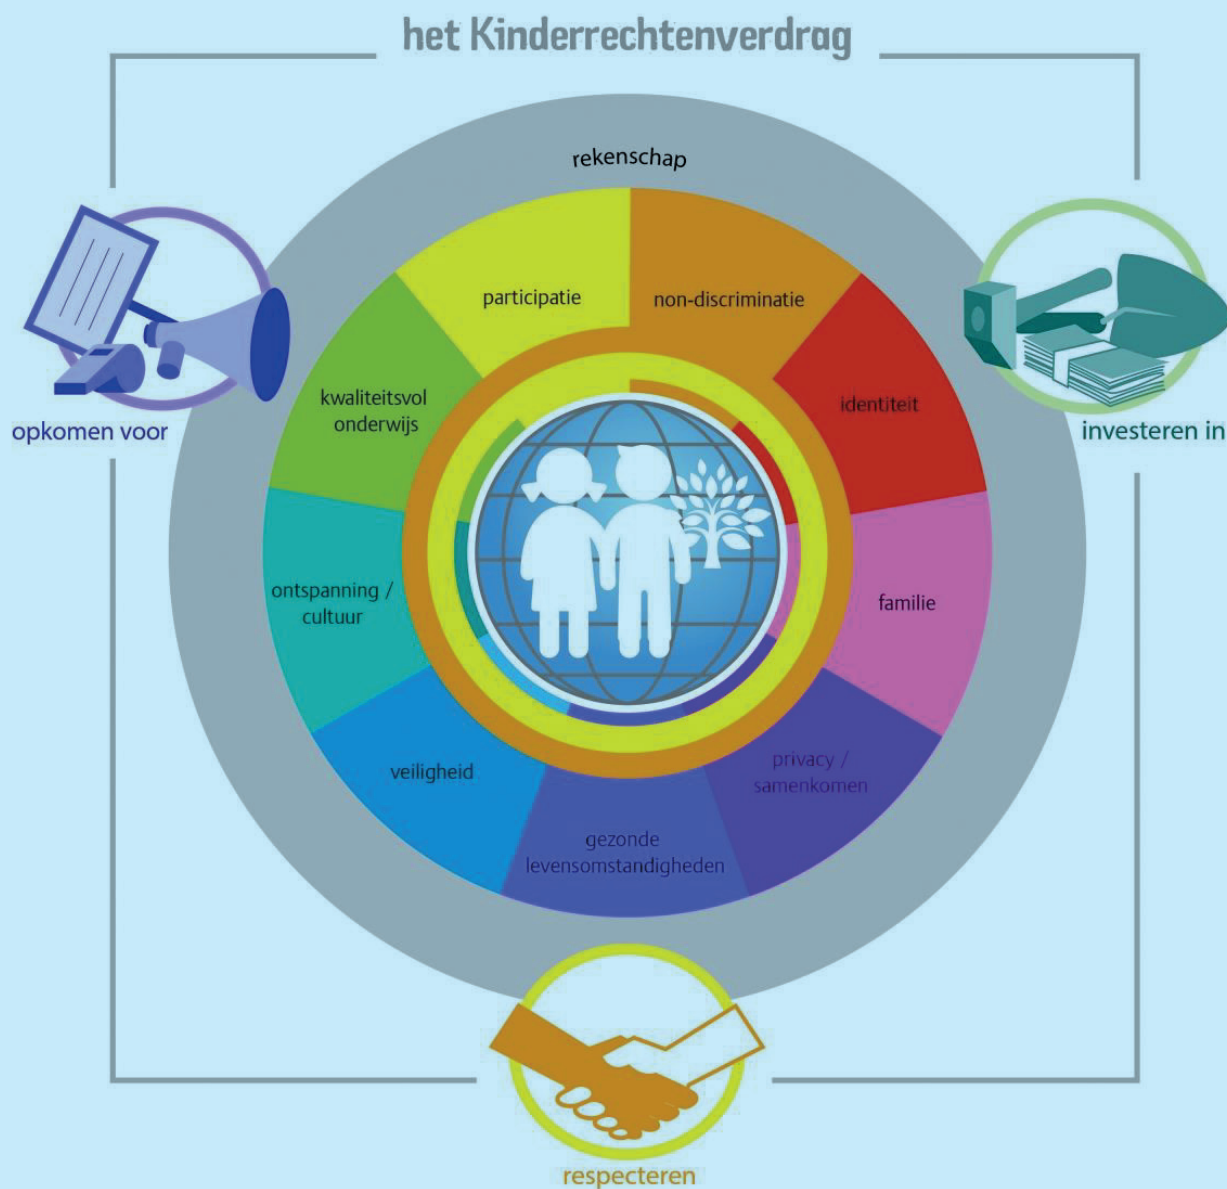 het Kinderrechtenverdrag
rekenschap
participatie
non-discriminatie
kwaliteitsvol
onderwijs
identiteit
opkomen voor
investeren in
ontspanning /
cultuur
familie
veiligheid
privacy /
samenkomen
gezonde
levensomstandigheden
respecteren